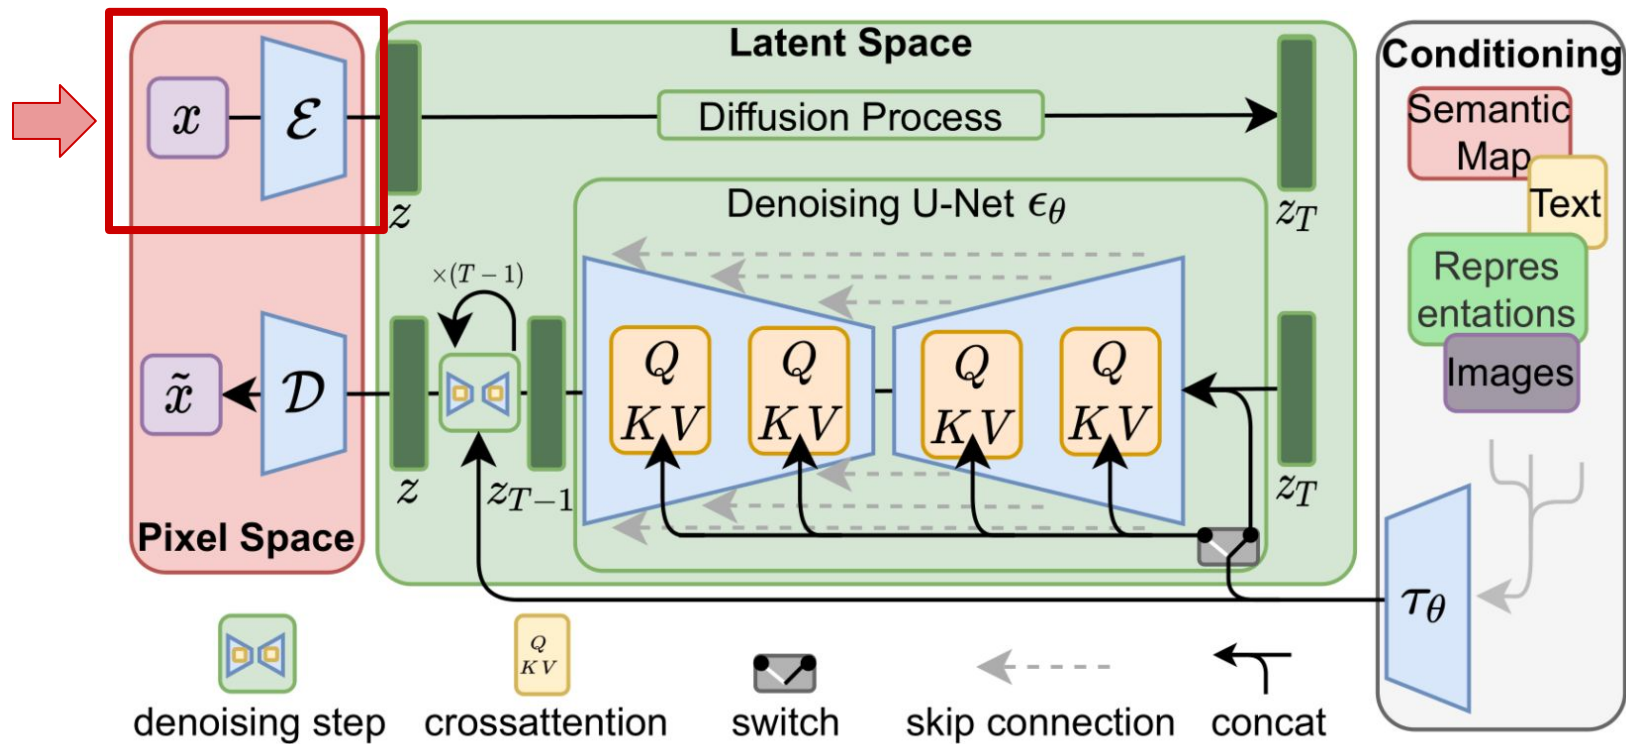 Latent Space
Conditioning
x
ℰ
Diffusion Process
Semantic
Map
Text
z
Denoising U-Net ϵ_θ
z_T
Repres
entations
Images
×(T − 1)
Q
K V
Q
K V
Q
K V
Q
K V
x̃
𝒟
z
z_{T−1}
z_T
Pixel Space
τ_θ
Q
K V
denoising step
crossattention
switch
skip connection
concat